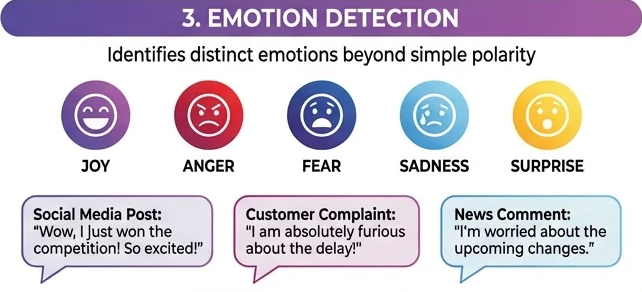 3. EMOTION DETECTION
Identifies distinct emotions beyond simple polarity
JOY
ANGER
FEAR
SADNESS
SURPRISE
Social Media Post:
“Wow, I just won the
competition! So excited!”
Customer Complaint:
"I am absolutely furious
about the delay!"
News Comment:
"I'm worried about the
upcoming changes.”